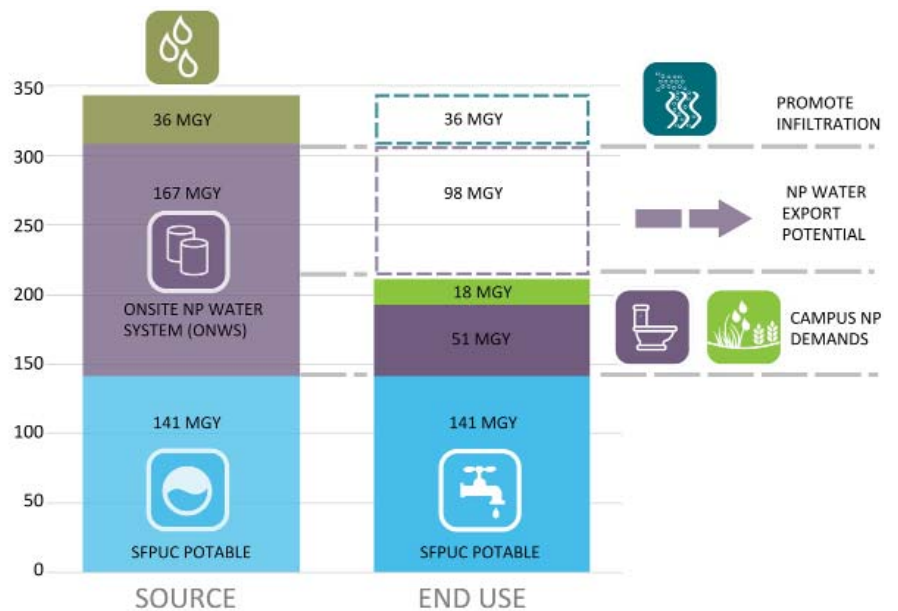 350
300
250
200
150
100
50
0
36 MGY
167 MGY
ONSITE NP WATER
SYSTEM (ONWS)
141 MGY
SFPUC POTABLE
SOURCE
36 MGY
98 MGY
18 MGY
51 MGY
141 MGY
SFPUC POTABLE
END USE
PROMOTE
INFILTRATION
NP WATER
EXPORT
POTENTIAL
CAMPUS NP
DEMANDS